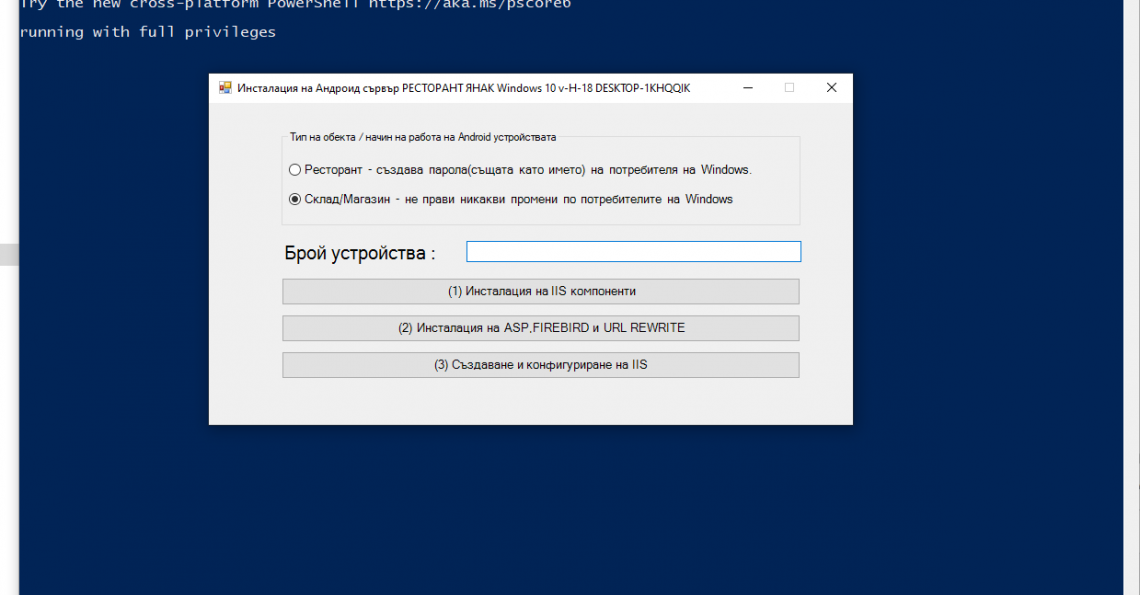 Try the new cross-platform PowerShell https://aka.ms/pscore6
running with full privileges
Инсталация на Андроид сървър РЕСТОРАНТ ЯНАК Windows 10 v-H-18 DESKTOP-1KHQQIK
Тип на обекта / начин на работа на Android устройствата
Ресторант - създава парола(същата като името) на потребителя на Windows.
Склад/Магазин - не прави никакви промени по потребителите на Windows
Брой устройства :
(1) Инсталация на IIS компоненти
(2) Инсталация на ASP,FIREBIRD и URL REWRITE
(3) Създаване и конфигуриране на IIS